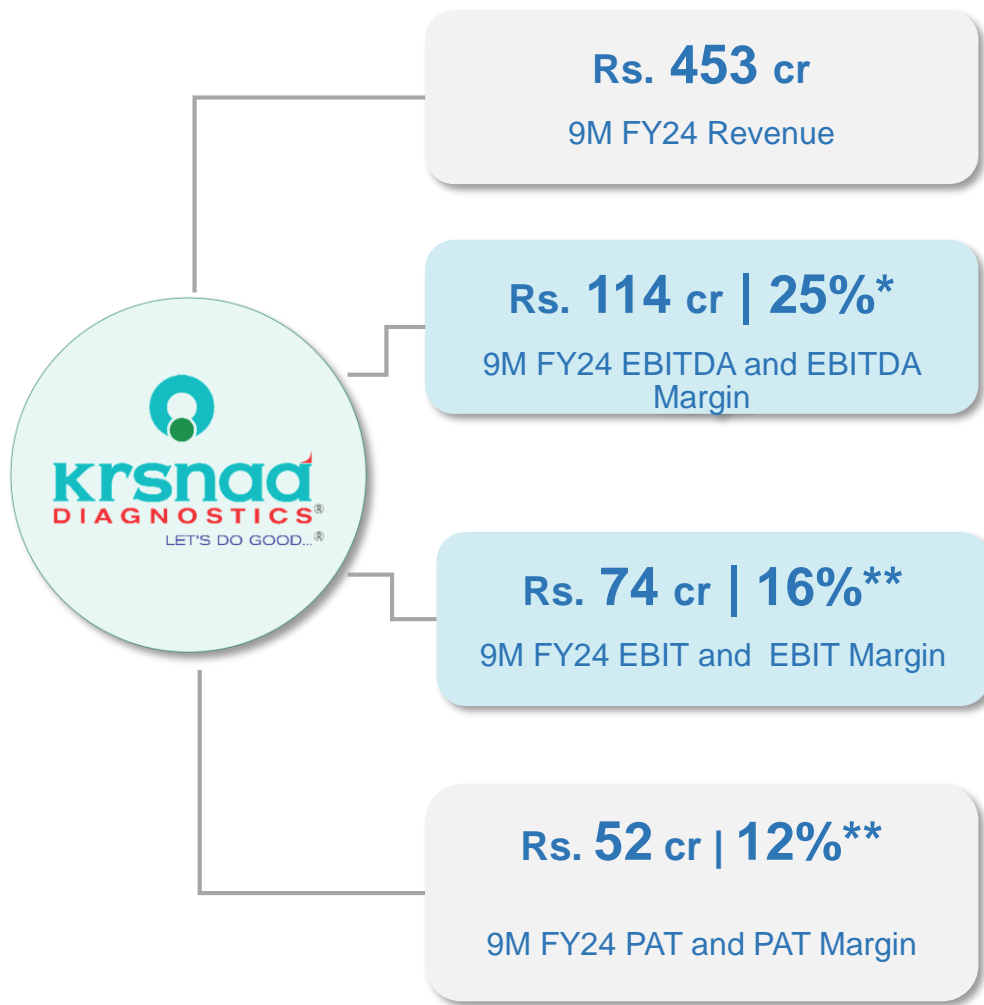 Rs. 453 cr
9M FY24 Revenue
Rs. 114 cr | 25%*
9M FY24 EBITDA and EBITDA
Margin
krsnaa
DIAGNOSTICS®
LET'S DO GOOD...®
Rs. 74 cr | 16%**
9M FY24 EBIT and EBIT Margin
Rs. 52 cr | 12%**
9M FY24 PAT and PAT Margin